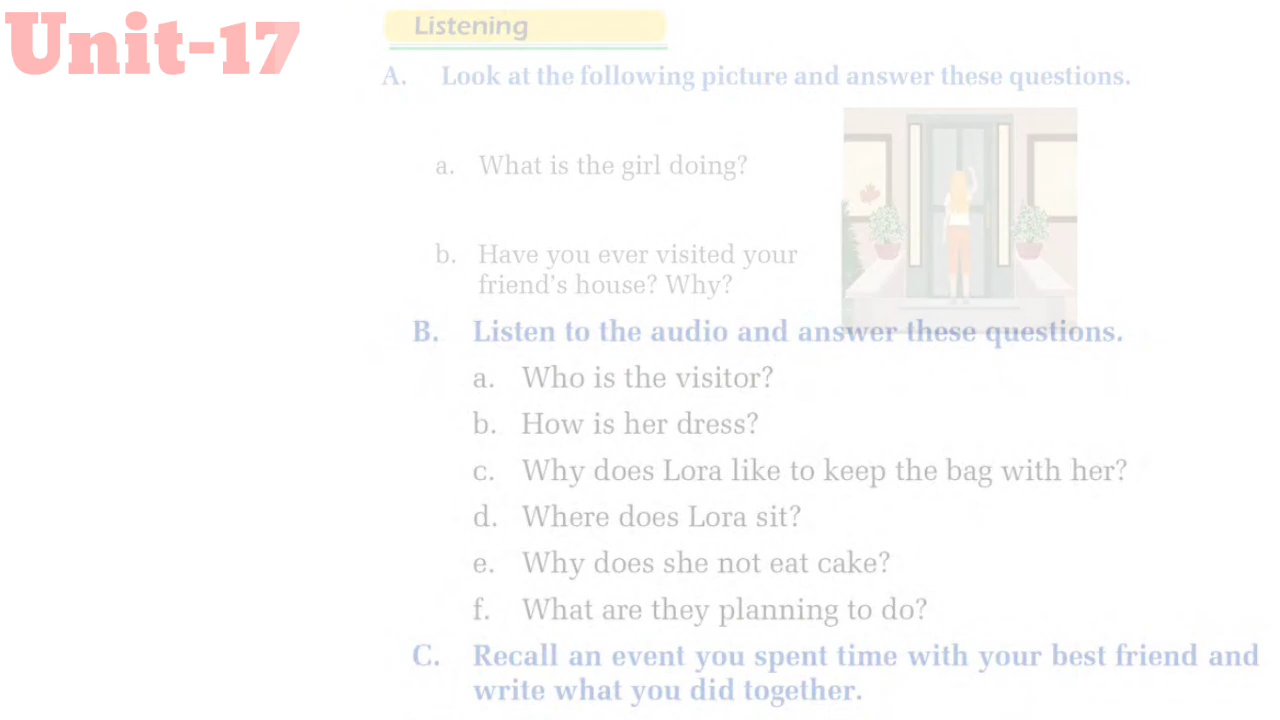 Unit-17
Listening
A. Look at the following picture and answer these questions.
a. What is the girl doing?
b. Have you ever visited your
friend's house? Why?
B. Listen to the audio and answer these questions.
a. Who is the visitor?
b. How is her dress?
c. Why does Lora like to keep the bag with her?
d. Where does Lora sit?
e. Why does she not eat cake?
f. What are they planning to do?
C. Recall an event you spent time with your best friend and
write what you did together.